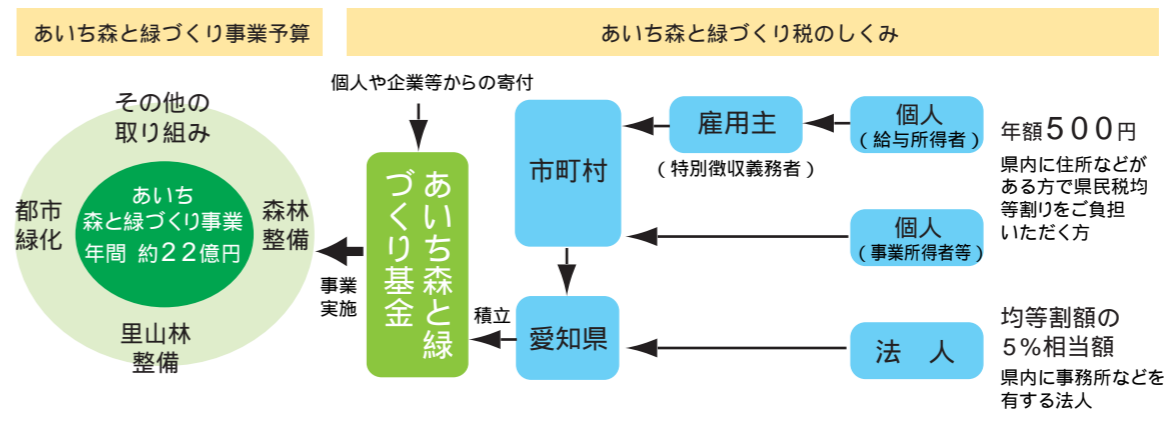 あいち森と緑づくり事業予算
あいち森と緑づくり税のしくみ
その他の
取り組み
都市
緑化
あいち
森と緑づくり事業
年間 約22億円
森林
整備
里山林
整備
事業
実施
個人や企業等からの寄付
あいち森と緑
づくり基金
積立
市町村
愛知県
雇用主
(特別徴収義務者)
個人
(給与所得者)
個人
(事業所得者等)
法 人
年額500円
県内に住所などが
ある方で県民税均
等割りをご負担
いただく方
均等割額の
5%相当額
県内に事務所などを
有する法人